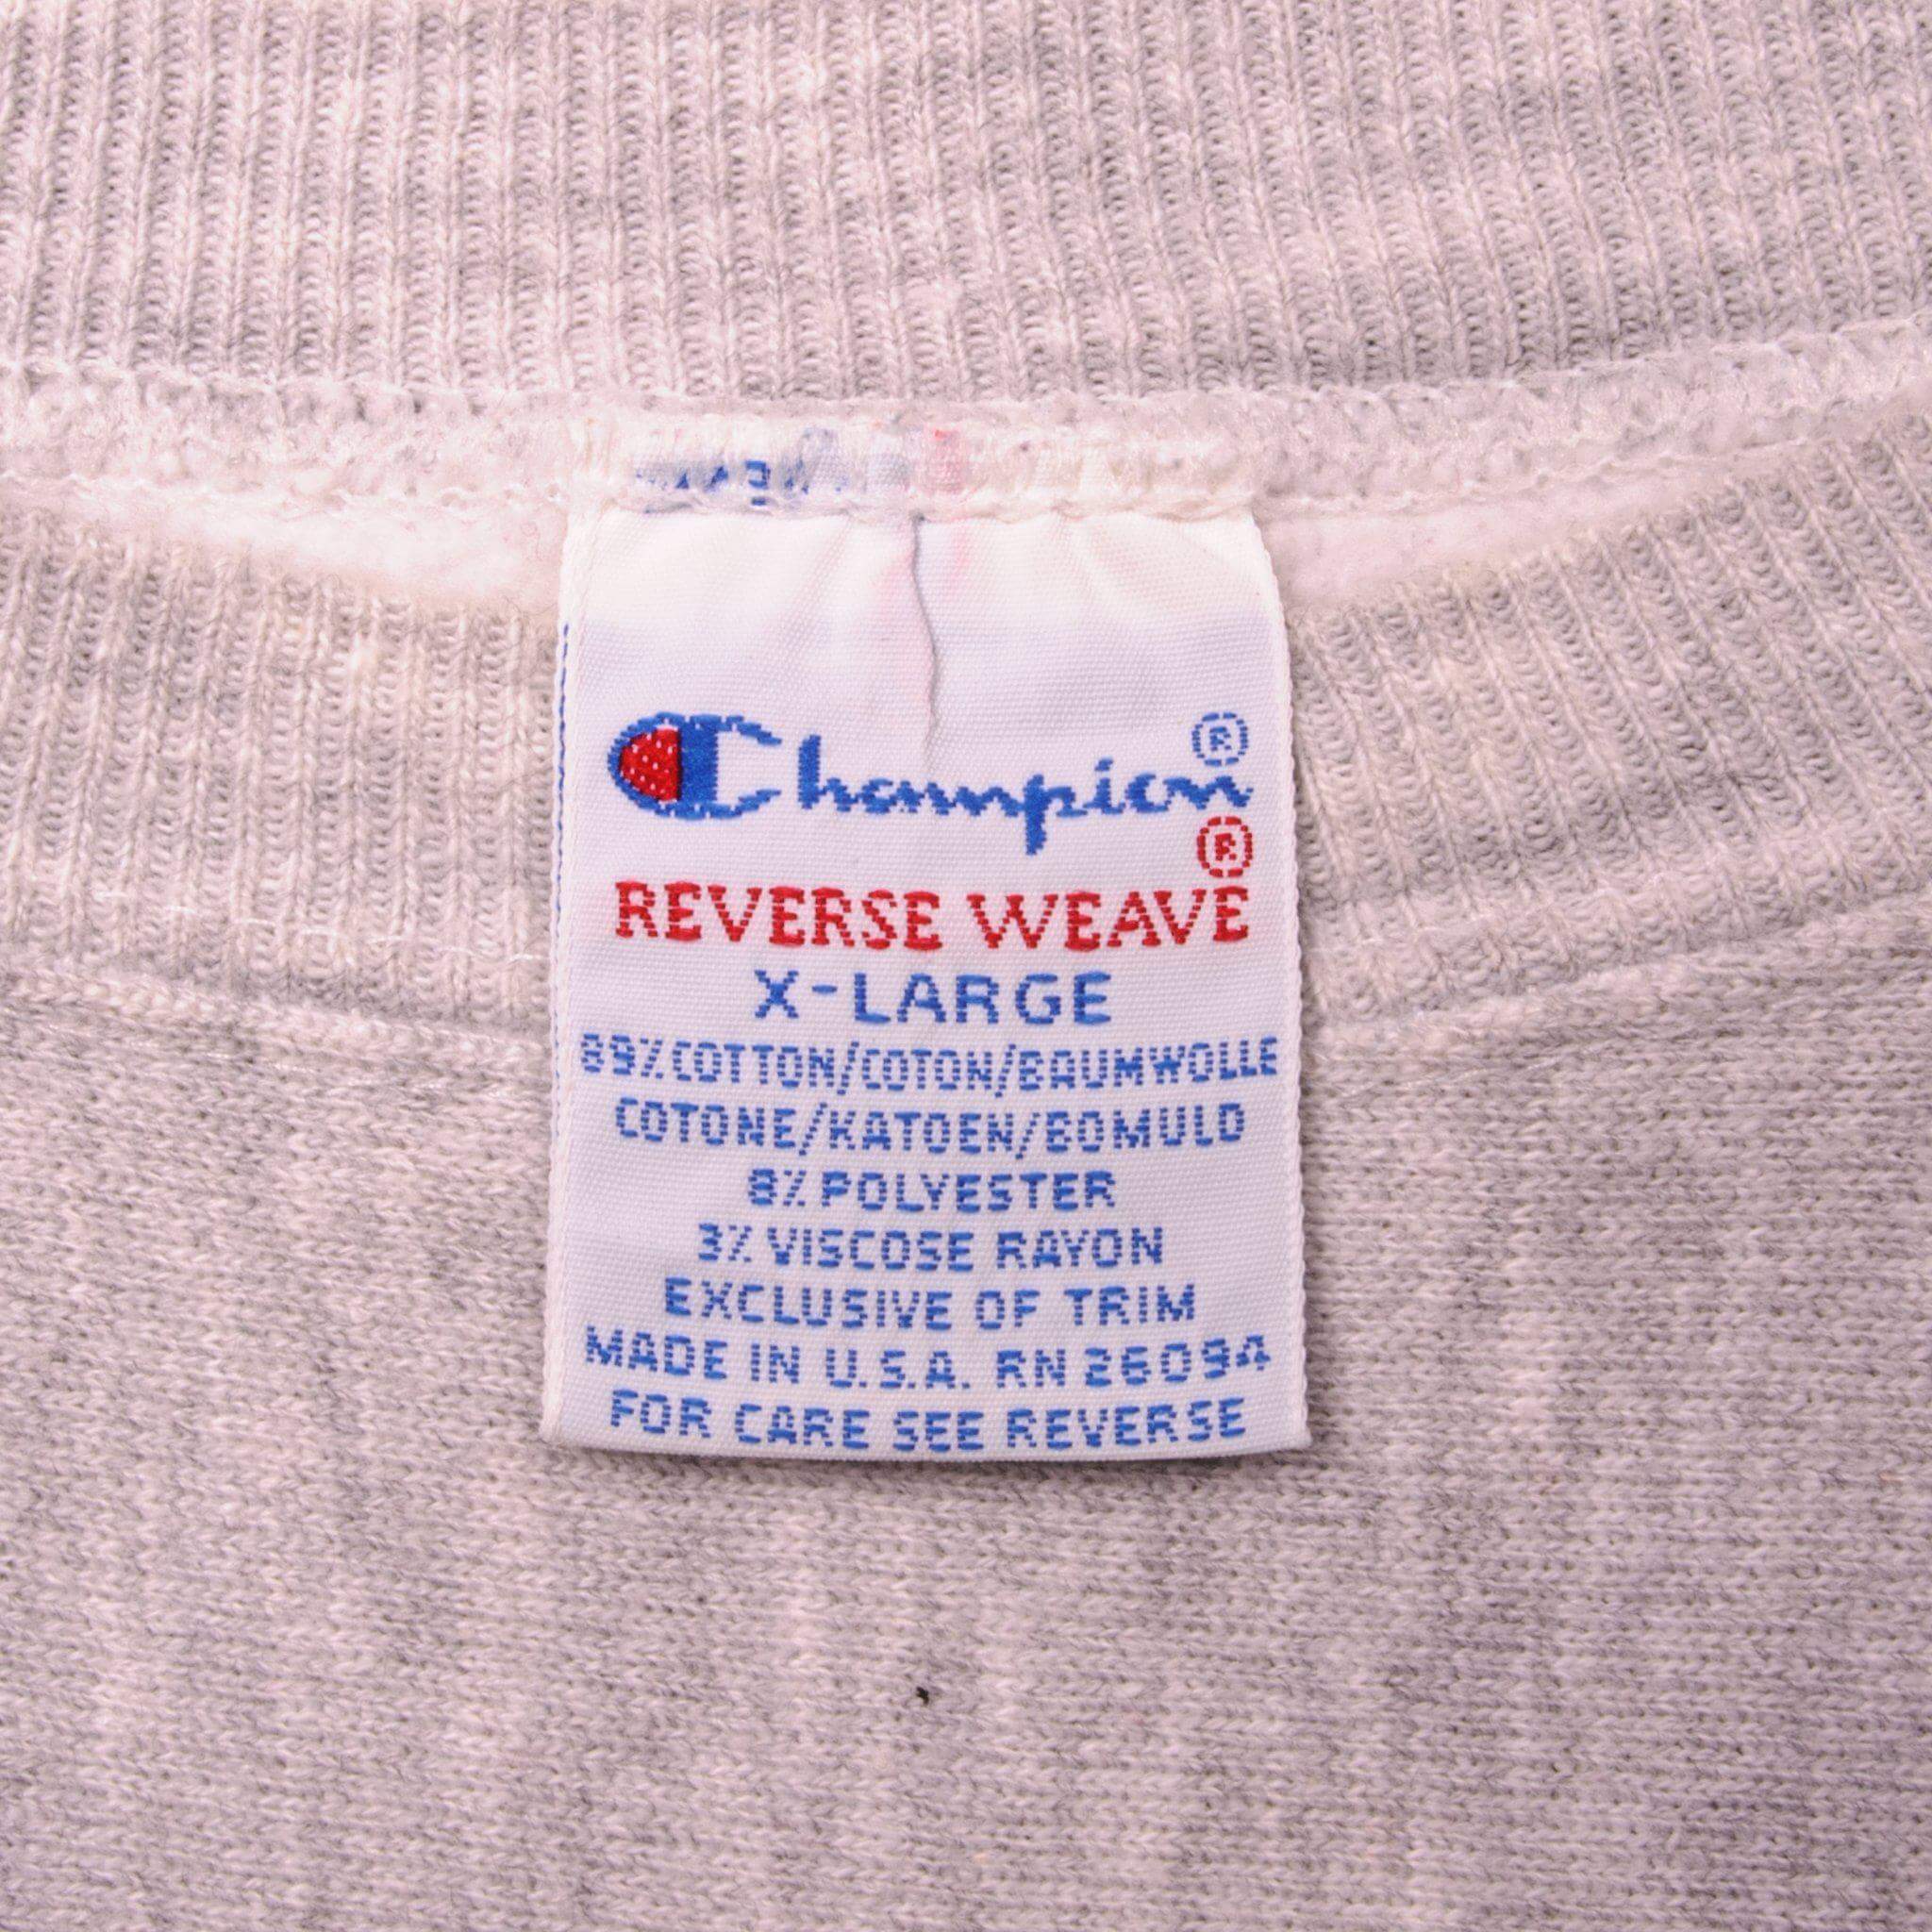 Champion®
®
REVERSE WEAVE
X-LARGE
89% COTTON/COTON/BAUMWOLLE
COTONE/KATOEN/BOMULD
8% POLYESTER
3% VISCOSE RAYON
EXCLUSIVE OF TRIM
MADE IN U.S.A. RN 26094
FOR CARE SEE REVERSE